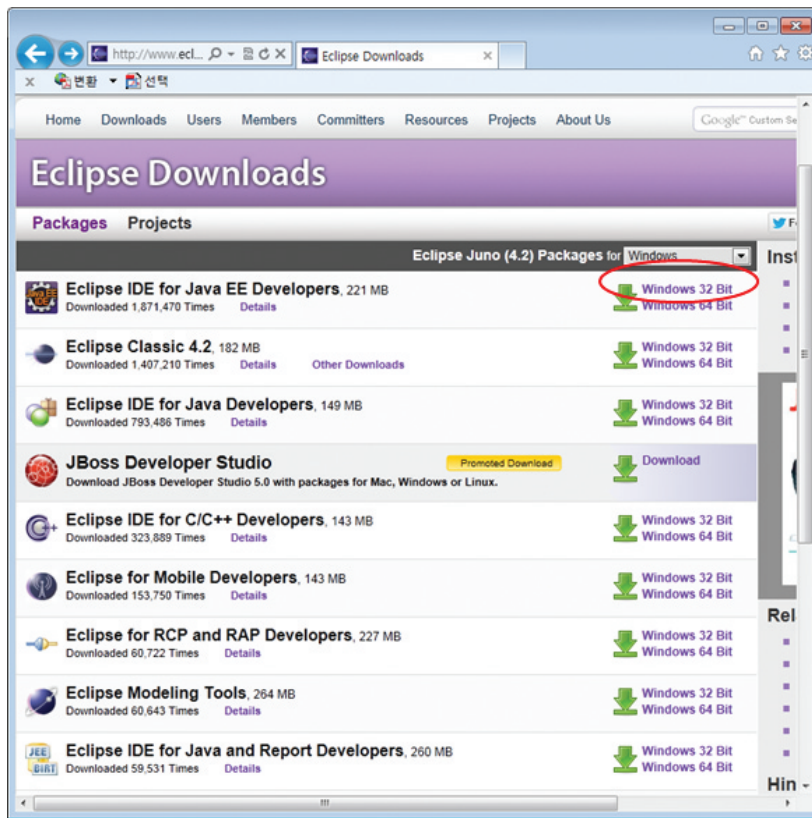 http://www.ecl...
Eclipse Downloads
x 변환 선택
Home Downloads Users Members Committers Resources Projects About Us
Google™ Custom Se
Eclipse Downloads
Packages Projects
F
Eclipse Juno (4.2) Packages for Windows
Inst
Java EE IDE
Eclipse IDE for Java EE Developers, 221 MB
Windows 32 Bit
Downloaded 1,871,470 Times Details
Windows 64 Bit
Eclipse Classic 4.2, 182 MB
Windows 32 Bit
Downloaded 1,407,210 Times Details Other Downloads
Windows 64 Bit
Eclipse IDE for Java Developers, 149 MB
Windows 32 Bit
Downloaded 793,486 Times Details
Windows 64 Bit
JBoss Developer Studio
Promoted Download
Download
Download JBoss Developer Studio 5.0 with packages for Mac, Windows or Linux.
Eclipse IDE for C/C++ Developers, 143 MB
Windows 32 Bit
Downloaded 323,889 Times Details
Windows 64 Bit
Eclipse for Mobile Developers, 143 MB
Windows 32 Bit
Downloaded 153,750 Times Details
Windows 64 Bit
Eclipse for RCP and RAP Developers, 227 MB
Windows 32 Bit
Downloaded 60,722 Times Details
Windows 64 Bit
Rel
Eclipse Modeling Tools, 264 MB
Windows 32 Bit
Downloaded 60,643 Times Details
Windows 64 Bit
JEE BIRT
Eclipse IDE for Java and Report Developers, 260 MB
Windows 32 Bit
Downloaded 59,531 Times Details
Windows 64 Bit
Hin